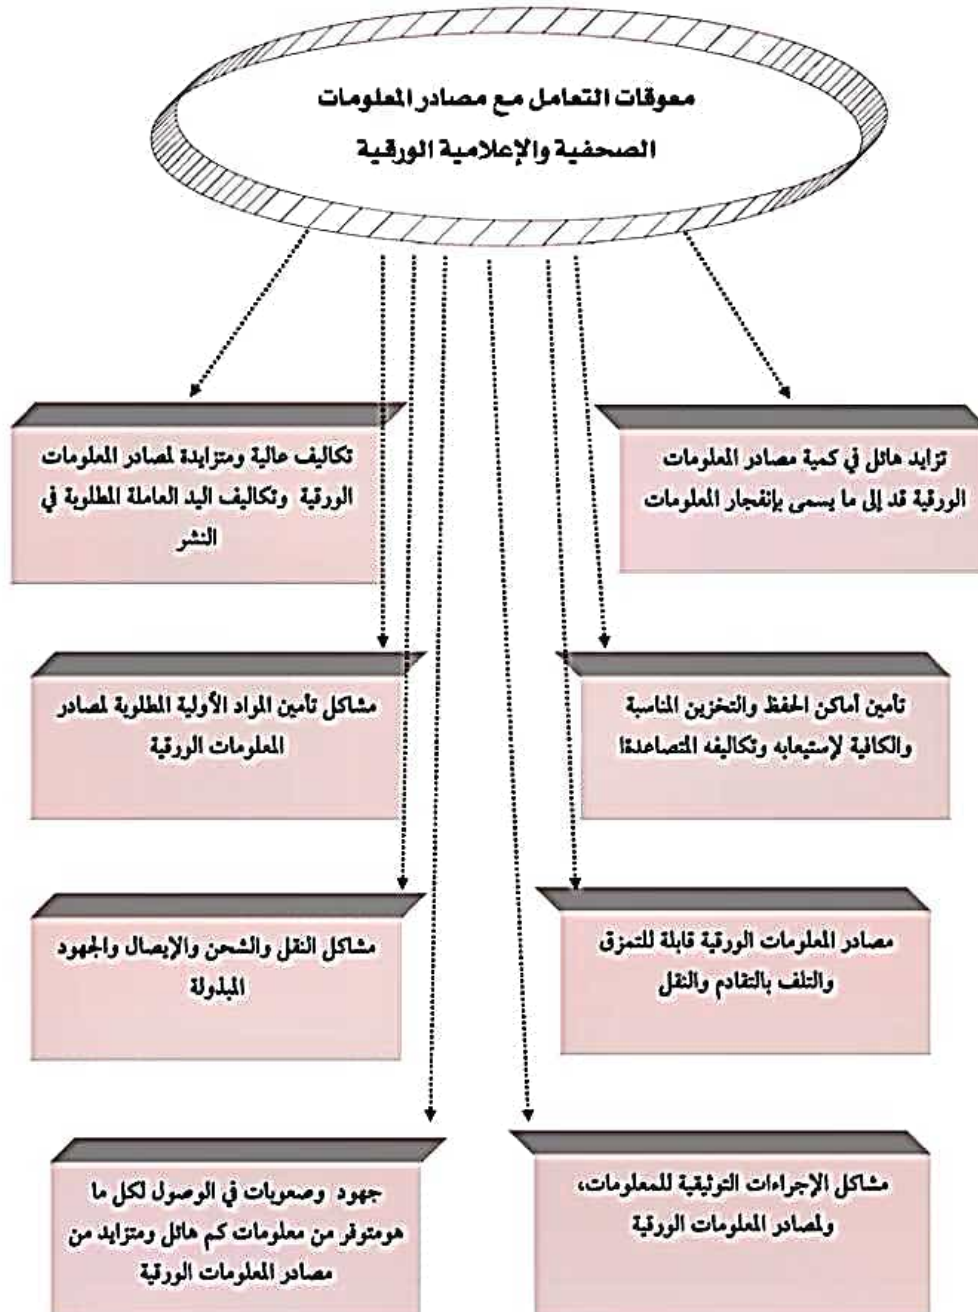 معوقات التعامل مع مصادر المعلومات
الصحفية والإعلامية الورقية
تزايد هائل في كمية مصادر المعلومات
الورقية قد إلى ما يسمى بإنفجار المعلومات
تكاليف عالية ومتزايدة لمصادر المعلومات
الورقية وتكاليف اليد العاملة المطلوبة في
النشر
تأمين أماكن الحفظ والتخزين المناسبة
والكافية لإستيعابه وتكاليفه المتصاعدة!
مشاكل تأمين المواد الأولية المطلوبة لمصادر
المعلومات الورقية
مصادر المعلومات الورقية قابلة للتمزق
والتلف بالتقادم والنقل
مشاكل النقل والشحن والإيصال والجهود
المبذولة
مشاكل الإجراءات التوثيقية للمعلومات،
ولمصادر المعلومات الورقية
جهود وصعوبات في الوصول لكل ما
هومتوفر من معلومات كم هائل ومتزايد من
مصادر المعلومات الورقية